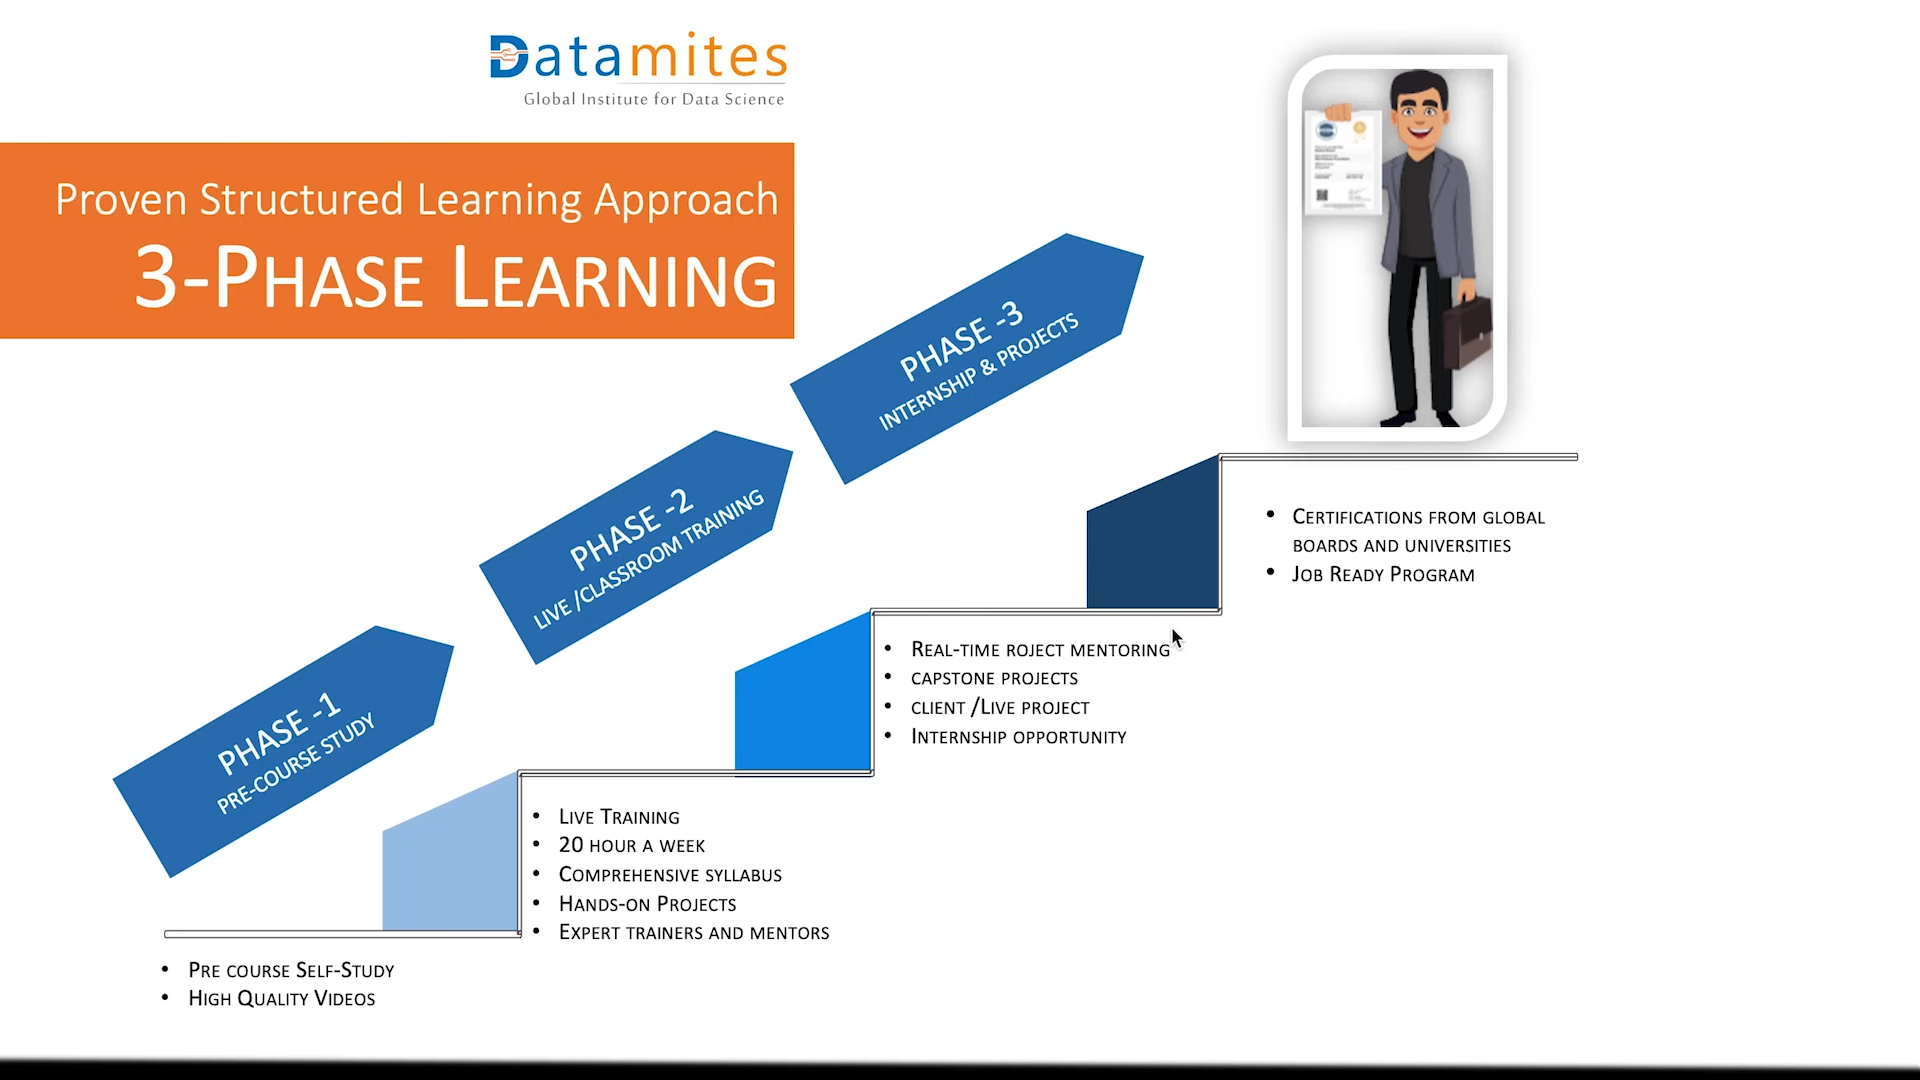 Datamites
Global Institute for Data Science
Proven Structured Learning Approach
3-Phase Learning
PHASE -3
INTERNSHIP & PROJECTS
PHASE -2
LIVE /CLASSROOM TRAINING
PHASE -1
PRE-COURSE STUDY
• Certifications from global
boards and universities
• Job Ready Program
• Real-time roject mentoring
• capstone projects
• client /Live project
• Internship opportunity
• Live Training
• 20 hour a week
• Comprehensive syllabus
• Hands-on Projects
• Expert trainers and mentors
• Pre course Self-Study
• High Quality Videos